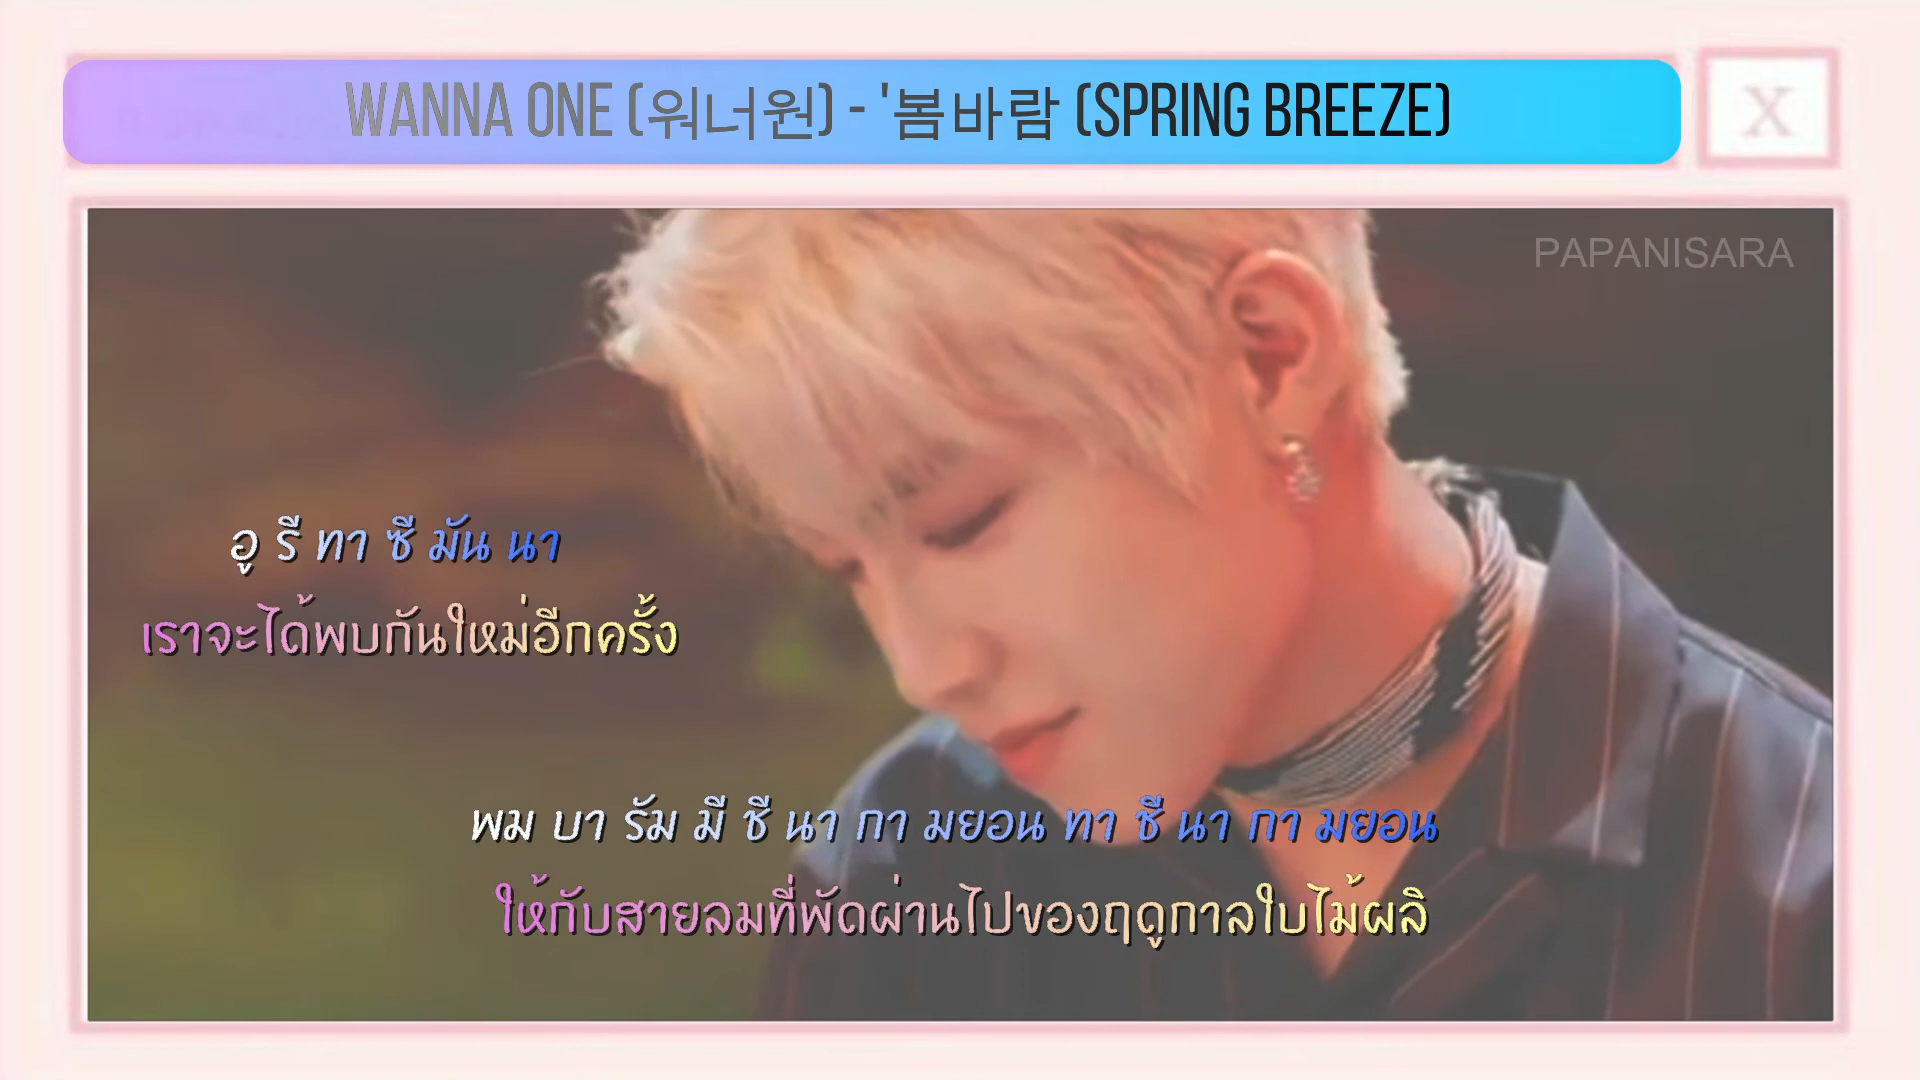 WANNA ONE (워너원) - '봄바람 (SPRING BREEZE)
X
PAPANISARA
อู รี ทา ซี มัน นา
เราจะได้พบกันใหม่อีกครั้ง
พม บา รัม มี ชี นา กา มยอน ทา ชี นา กา มยอน
ให้กับสายลมที่พัดผ่านไปของฤดูกาลใบไม้ผลิ